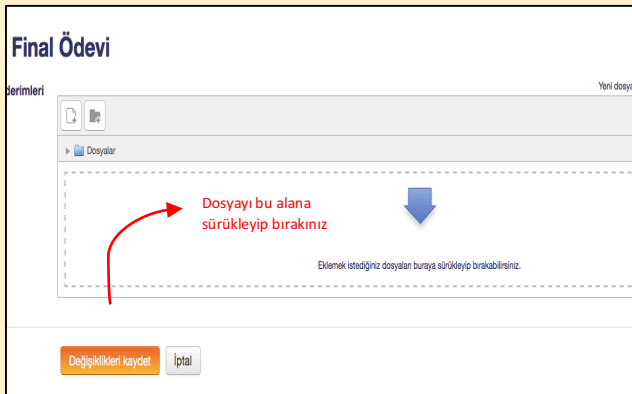 Final Ödevi
derimleri
Yeni dosya
Dosyalar
Dosyayı bu alana
sürükleyip bırakınız
Eklemek istediğiniz dosyaları buraya sürükleyip bırakabilirsiniz.
Değişiklikleri kaydet
İptal